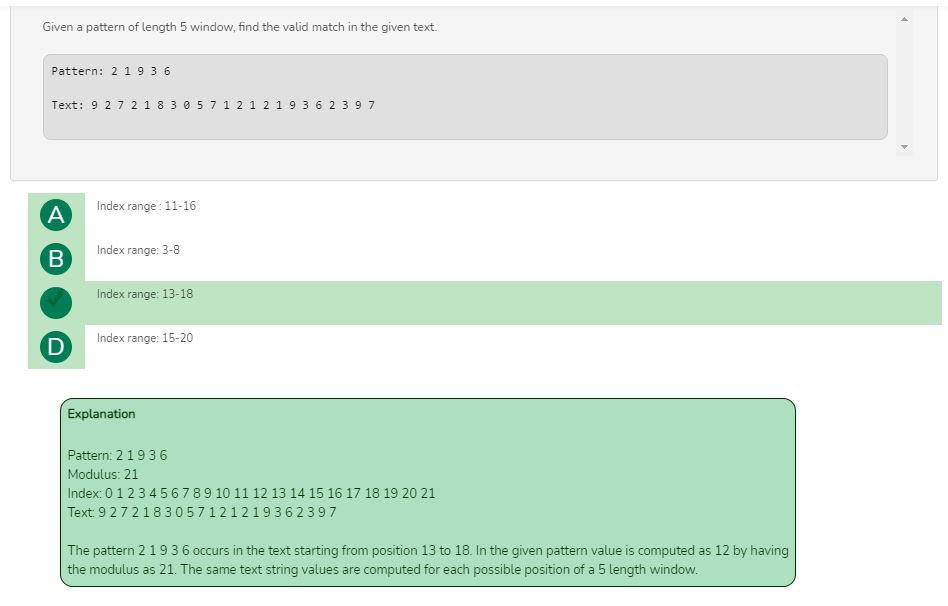 Given a pattern of length 5 window, find the valid match in the given text.
Pattern: 2 1 9 3 6
Text: 9 2 7 2 1 8 3 0 5 7 1 2 1 2 1 9 3 6 2 3 9 7
A Index range : 11-16
B Index range: 3-8
Index range: 13-18
D Index range: 15-20
Explanation
Pattern: 2 1 9 3 6
Modulus: 21
Index: 0 1 2 3 4 5 6 7 8 9 10 11 12 13 14 15 16 17 18 19 20 21
Text: 9 2 7 2 1 8 3 0 5 7 1 2 1 2 1 9 3 6 2 3 9 7
The pattern 2 1 9 3 6 occurs in the text starting from position 13 to 18. In the given pattern value is computed as 12 by having
the modulus as 21. The same text string values are computed for each possible position of a 5 length window.